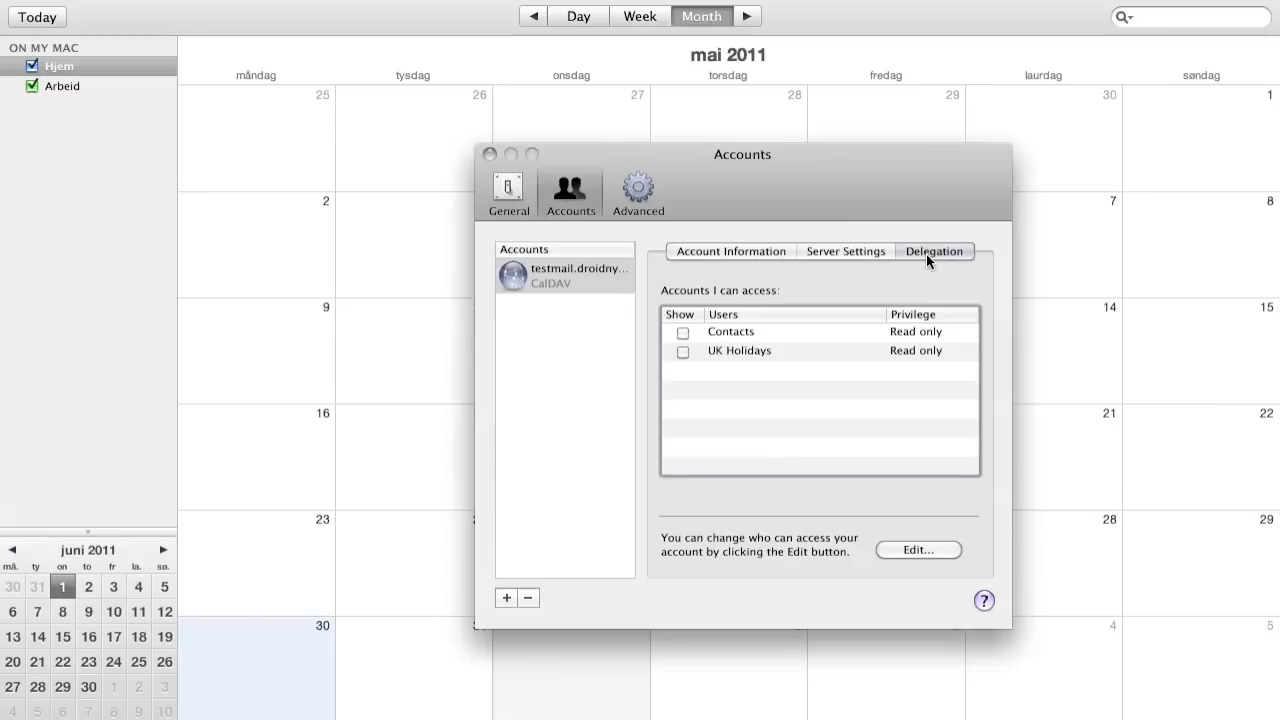 Today
Day
Week
Month
ON MY MAC
Hjem
Arbeid
mai 2011
måndag tysdag onsdag torsdag fredag laurdag søndag
25 26 27 28 29 30 1
2 7 8
9 14 15
16 21 22
23 28 29
30 4 5
Accounts
General Accounts Advanced
Accounts
testmail.droidny...
CalDAV
Account Information Server Settings Delegation
Accounts I can access:
Show Users Privilege
Contacts Read only
UK Holidays Read only
You can change who can access your
account by clicking the Edit button.
Edit...
+ −
?
juni 2011
må. ty on to fr la. sø.
30 31 1 2 3 4 5
6 7 8 9 10 11 12
13 14 15 16 17 18 19
20 21 22 23 24 25 26
27 28 29 30 1 2 3
4 5 6 7 8 9 10